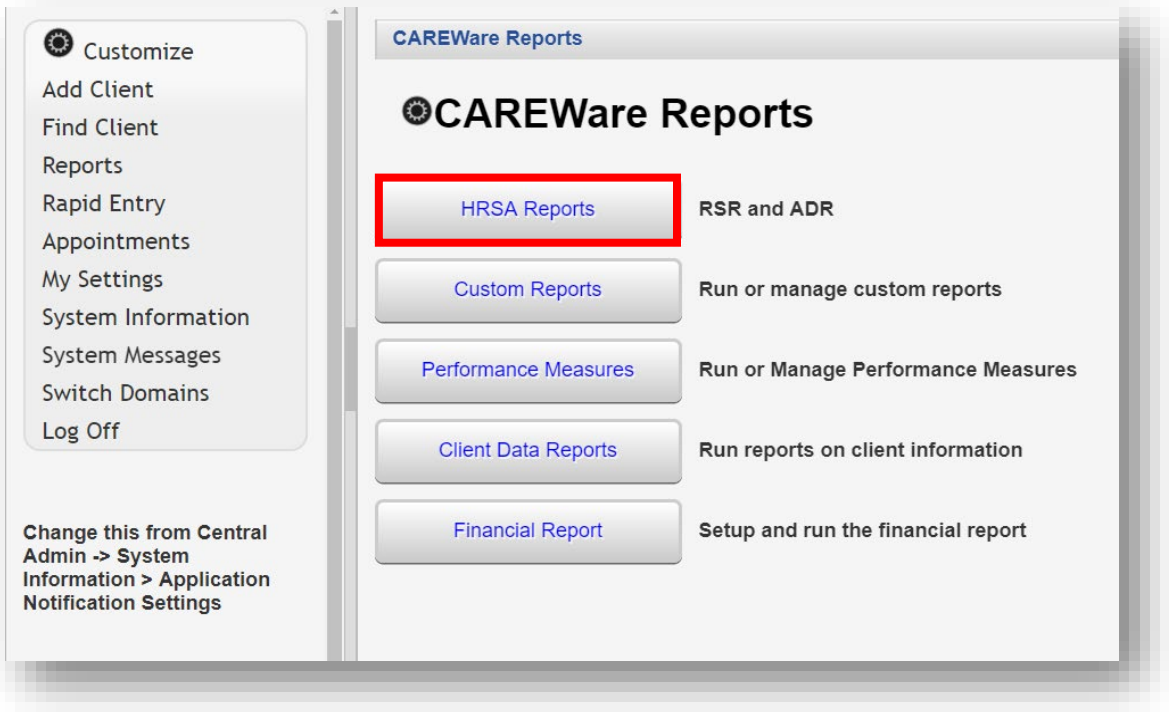 Customize
Add Client
Find Client
Reports
Rapid Entry
Appointments
My Settings
System Information
System Messages
Switch Domains
Log Off
Change this from Central
Admin -> System
Information > Application
Notification Settings
CAREWare Reports
CAREWare Reports
HRSA Reports RSR and ADR
Custom Reports Run or manage custom reports
Performance Measures Run or Manage Performance Measures
Client Data Reports Run reports on client information
Financial Report Setup and run the financial report